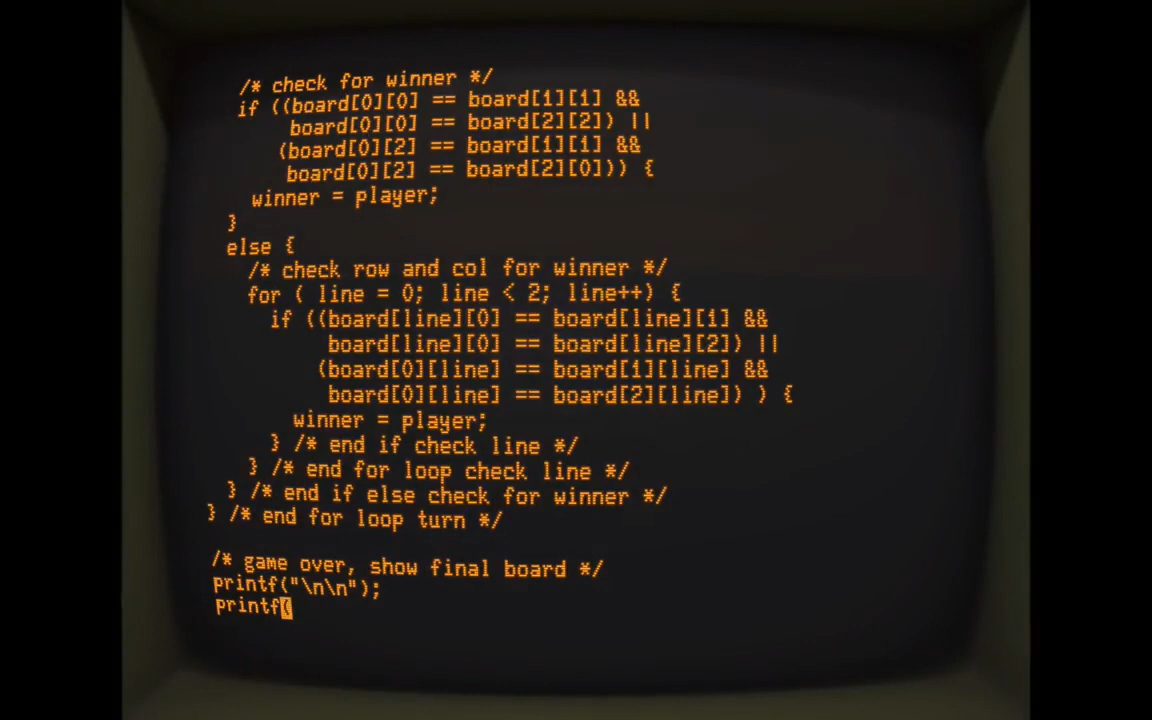 /* check for winner */
if ((board[0][0] == board[1][1] &&
board[0][0] == board[2][2]) ||
(board[0][2] == board[1][1] &&
board[0][2] == board[2][0])) {
winner = player;
}
else {
/* check row and col for winner */
for ( line = 0; line < 2; line++) {
if ((board[line][0] == board[line][1] &&
board[line][0] == board[line][2]) ||
(board[0][line] == board[1][line] &&
board[0][line] == board[2][line]) ) {
winner = player;
} /* end if check line */
} /* end for loop check line */
} /* end if else check for winner */
} /* end for loop turn */
/* game over, show final board */
printf("\n\n");
printf(